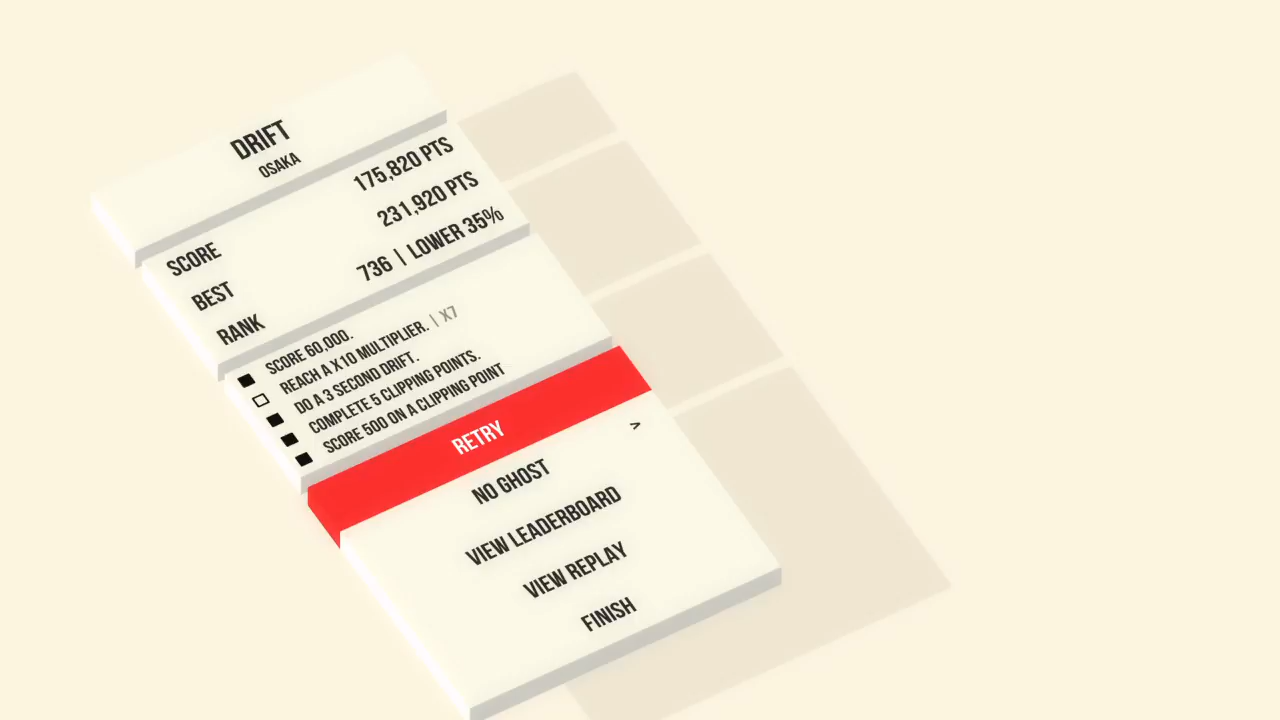 DRIFT
OSAKA
SCORE 175,820 PTS
BEST 231,920 PTS
RANK 736 | LOWER 35%
SCORE 60,000.
REACH A X10 MULTIPLIER. | X7
DO A 3 SECOND DRIFT.
COMPLETE 5 CLIPPING POINTS.
SCORE 500 ON A CLIPPING POINT
RETRY
NO GHOST >
VIEW LEADERBOARD
VIEW REPLAY
FINISH